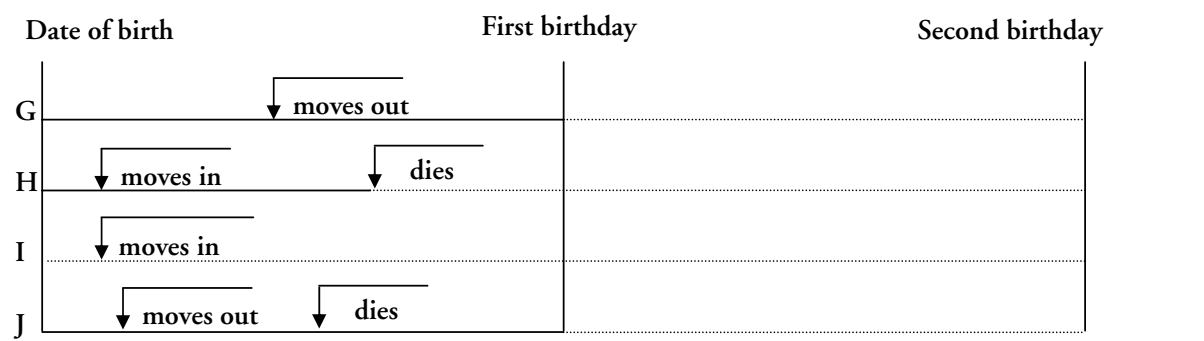 Date of birth First birthday Second birthday
G moves out
H moves in dies
I moves in
J moves out dies